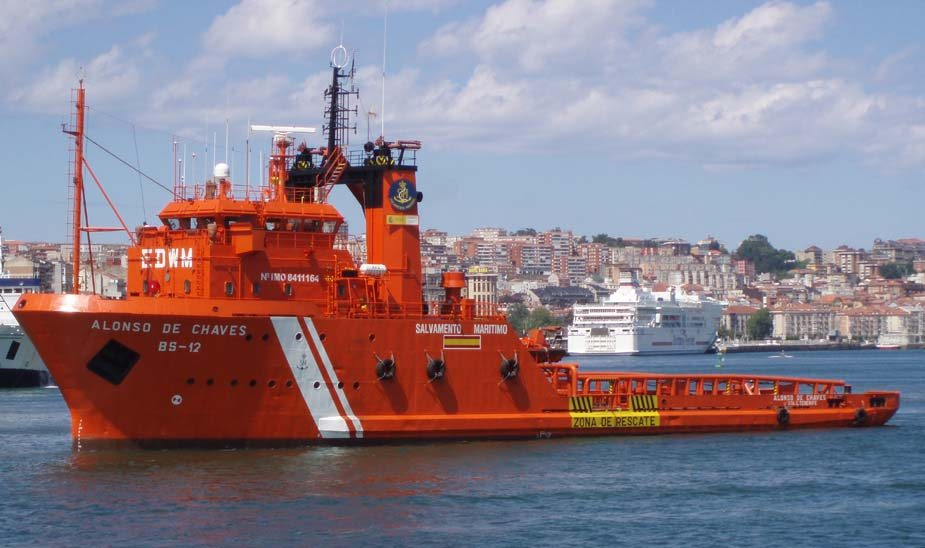 EDWM
Nº IMO 8411164
ALONSO DE CHAVES
BS-12
SALVAMENTO MARITIMO
ZONA DE RESCATE
ALONSO DE CHAVES